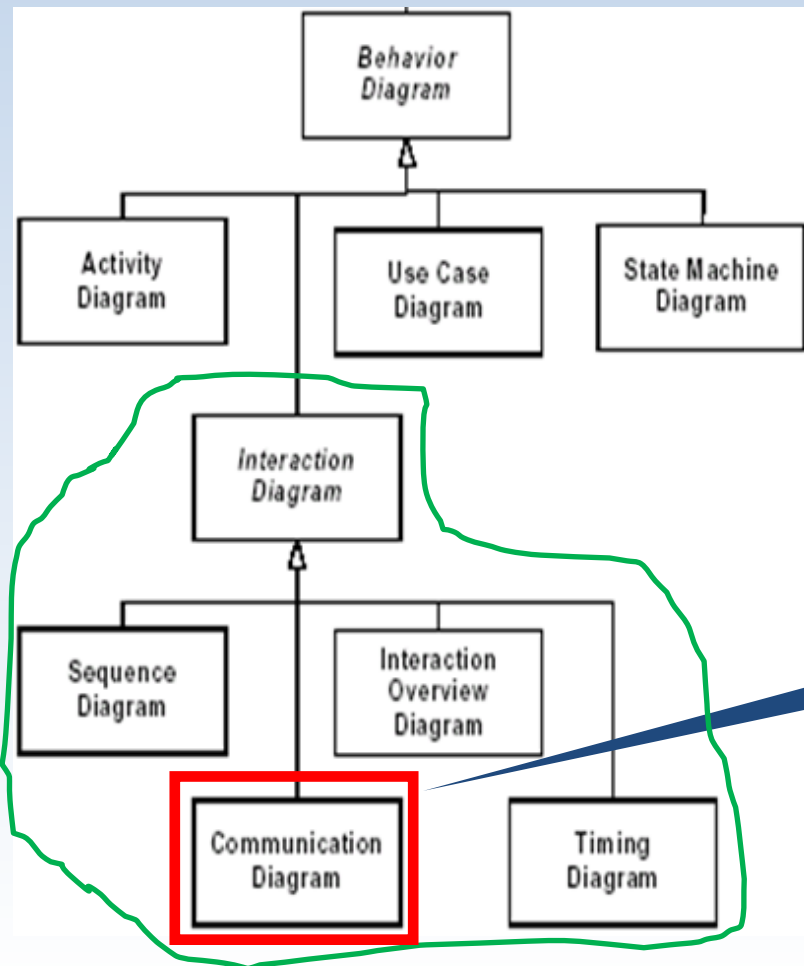 Behavior
Diagram
Activity
Diagram
Use Case
Diagram
State Machine
Diagram
Interaction
Diagram
Sequence
Diagram
Interaction
Overview
Diagram
Communication
Diagram
Timing
Diagram